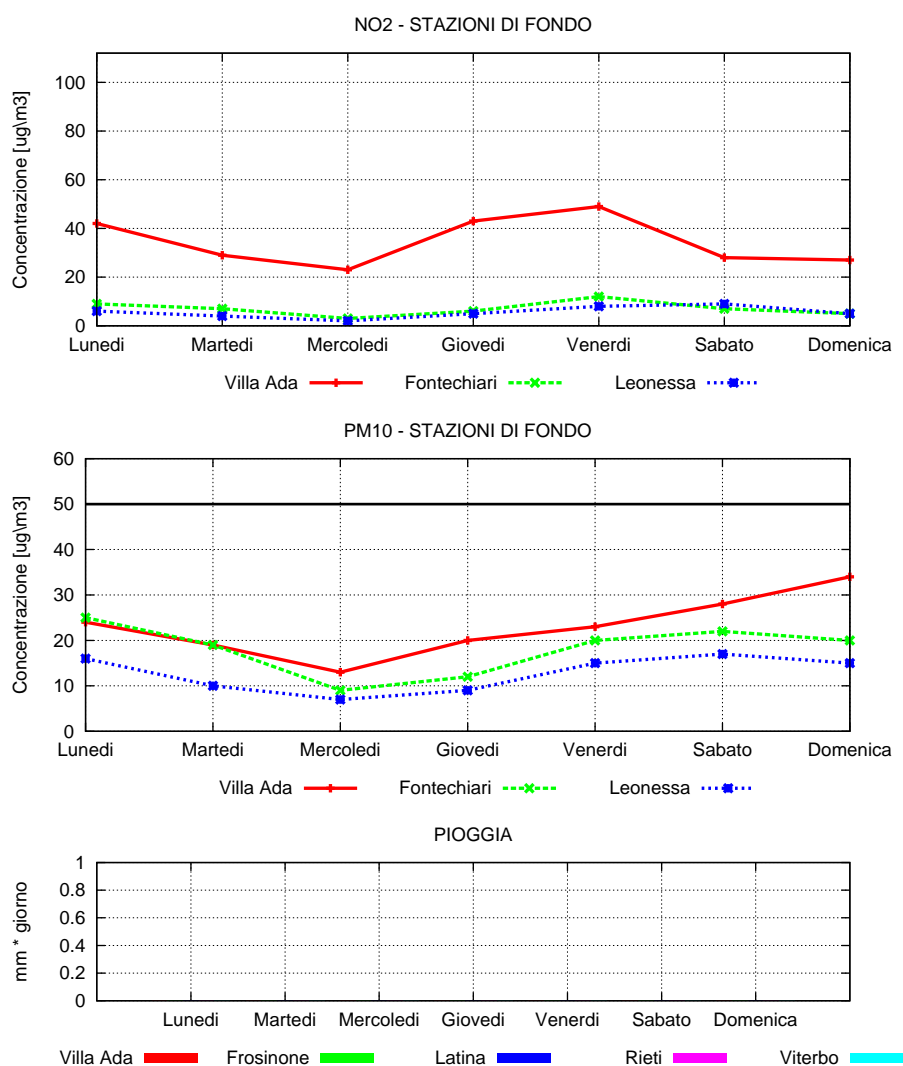 NO2 - STAZIONI DI FONDO
Concentrazione [ug\m3]
100
80
60
40
20
0
Lunedi Martedi Mercoledi Giovedi Venerdi Sabato Domenica
Villa Ada Fontechiari Leonessa
PM10 - STAZIONI DI FONDO
Concentrazione [ug\m3]
60
50
40
30
20
10
0
Lunedi Martedi Mercoledi Giovedi Venerdi Sabato Domenica
Villa Ada Fontechiari Leonessa
PIOGGIA
mm * giorno
1
0.8
0.6
0.4
0.2
0
Lunedi Martedi Mercoledi Giovedi Venerdi Sabato Domenica
Villa Ada Frosinone Latina Rieti Viterbo